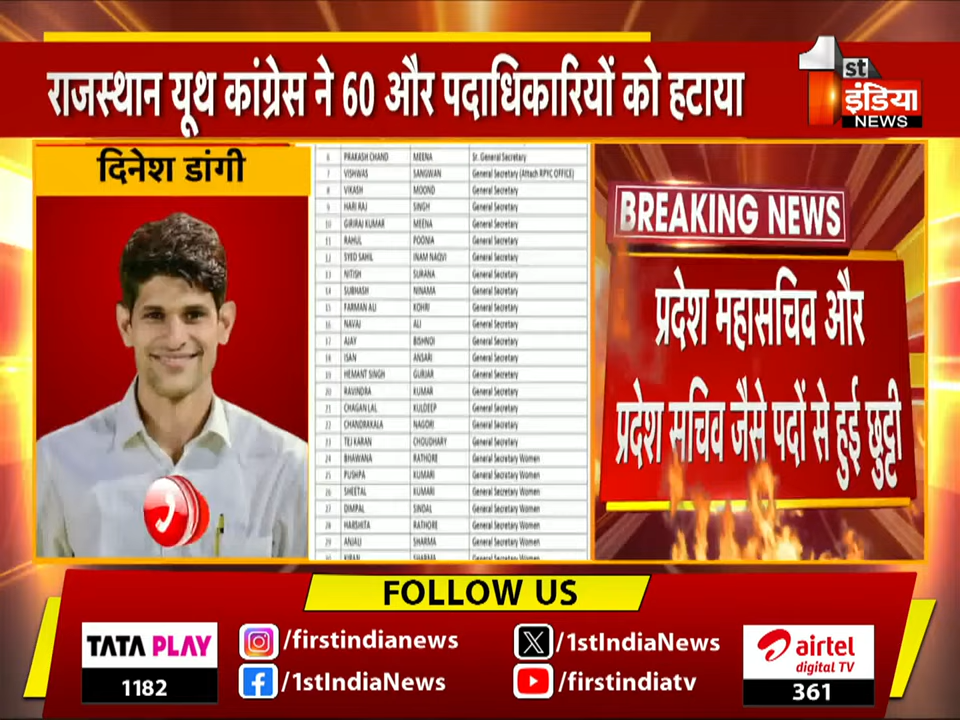 राजस्थान यूथ कांग्रेस ने 60 और पदाधिकारियों को हटाया
1st
इंडिया
NEWS
दिनेश डांगी
6 PRAKASH CHAND MEENA Sr. General Secretary
7 VISHWAS SANGWAN General Secretary (Attach RPYC OFFICE)
8 VIKASH MOOND General Secretary
9 HARI RAJ SINGH General Secretary
10 GIRIRAJ KUMAR MEENA General Secretary
11 RAHUL POONIA General Secretary
12 SYED SAHIL INAM NAQVI General Secretary
13 NITISH SURANA General Secretary
14 SUBHASH NINAMA General Secretary
15 FARMAN ALI KOHRI General Secretary
16 NAVAJ ALI General Secretary
17 AJAY BISHNOI General Secretary
18 ISAN ANSARI General Secretary
19 HEMANT SINGH GURJAR General Secretary
20 RAVINDRA KUMAR General Secretary
21 CHAGAN LAL KULDEEP General Secretary
22 CHANDRAKALA NAGORI General Secretary
23 TEJ KARAN CHOUDHARY General Secretary
24 BHAWANA RATHORE General Secretary Women
25 PUSHPA KUMARI General Secretary Women
26 SHEETAL KUMARI General Secretary Women
27 DIMPAL SINDAL General Secretary Women
28 HARSHITA RATHORE General Secretary Women
29 ANJALI SHARMA General Secretary Women
30 KIRAN SHARMA General Secretary Women
BREAKING NEWS
प्रदेश महासचिव और
प्रदेश सचिव जैसे पदों से हुई छुट्टी
FOLLOW US
TATA PLAY
1182
/firstindianews
/1stIndiaNews
/1stIndiaNews
/firstindiatv
airtel
digital TV
361